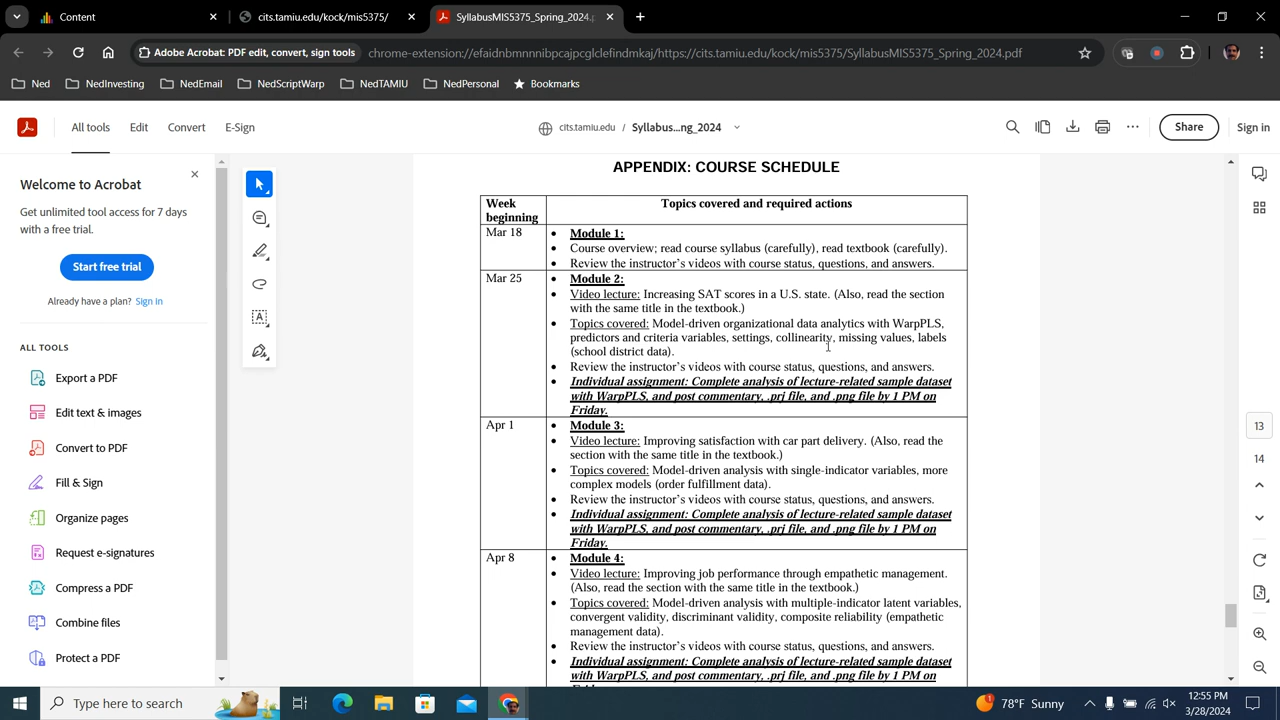 Content
cits.tamiu.edu/kock/mis5375/
SyllabusMIS5375_Spring_2024.p
Adobe Acrobat: PDF edit, convert, sign tools
chrome-extension://efaidnbmnnnibpcajpcglclefindmkaj/https://cits.tamiu.edu/kock/mis5375/SyllabusMIS5375_Spring_2024.pdf
Ned
NedInvesting
NedScriptWarp
NedTAMIU
NedPersonal
Bookmarks
All tools
Edit
Convert
E-Sign
cits.tamiu.edu / Syllabus...ng_2024
Share
Sign in
Welcome to Acrobat
Get unlimited tool access for 7 days
with a free trial.
Start free trial
Already have a plan? Sign in
ALL TOOLS
Export a PDF
Edit text & images
Convert to PDF
Fill & Sign
Organize pages
Request e-signatures
Compress a PDF
Combine files
Protect a PDF
APPENDIX: COURSE SCHEDULE
Week
beginning
Topics covered and required actions
Mar 18
• Module 1:
• Course overview; read course syllabus (carefully), read textbook (carefully).
• Review the instructor's videos with course status, questions, and answers.
Mar 25
• Module 2:
• Video lecture: Increasing SAT scores in a U.S. state. (Also, read the section
with the same title in the textbook.)
• Topics covered: Model-driven organizational data analytics with WarpPLS,
predictors and criteria variables, settings, collinearity, missing values, labels
(school district data).
• Review the instructor's videos with course status, questions, and answers.
• Individual assignment: Complete analysis of lecture-related sample dataset
with WarpPLS, and post commentary, .prj file, and .png file by 1 PM on
Friday.
Apr 1
• Module 3:
• Video lecture: Improving satisfaction with car part delivery. (Also, read the
section with the same title in the textbook.)
• Topics covered: Model-driven analysis with single-indicator variables, more
complex models (order fulfillment data).
• Review the instructor's videos with course status, questions, and answers.
• Individual assignment: Complete analysis of lecture-related sample dataset
with WarpPLS, and post commentary, .prj file, and .png file by 1 PM on
Friday.
Apr 8
• Module 4:
• Video lecture: Improving job performance through empathetic management.
(Also, read the section with the same title in the textbook.)
• Topics covered: Model-driven analysis with multiple-indicator latent variables,
convergent validity, discriminant validity, composite reliability (empathetic
management data).
• Review the instructor's videos with course status, questions, and answers.
• Individual assignment: Complete analysis of lecture-related sample dataset
with WarpPLS, and post commentary, .prj file, and .png file by 1 PM on
13
14
Type here to search
78°F Sunny
12:55 PM
3/28/2024